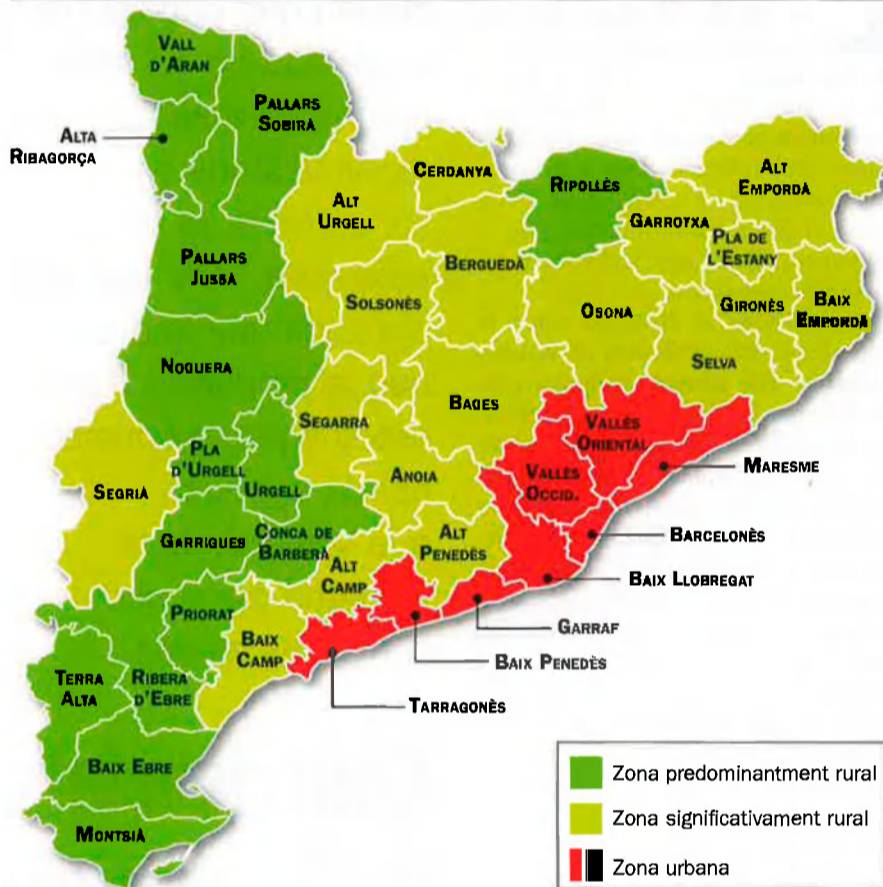 VALL
D'ARAN
PALLARS
SOBIRÀ
ALTA
RIBAGORÇA
CERDANYA
ALT
URGELL
RIPOLLÈS
ALT
EMPORDÀ
GARROTXA
PLA DE
L'ESTANY
PALLARS
JUSSÀ
BERGUEDÀ
SOLSONÈS
OSONA
GIRONÈS
BAIX
EMPORDÀ
NOGUERA
SELVA
BAGES
SEGARRA
VALLÈS
ORIENTAL
PLA
D'URGELL
MARESME
ANOIA
VALLÈS
OCCID.
SEGRIÀ
URGELL
GARRIGUES
CONCA DE
BARBERÀ
ALT
PENEDÈS
BARCELONÈS
ALT
CAMP
BAIX LLOBREGAT
PRIORAT
GARRAF
BAIX
CAMP
BAIX PENEDÈS
TERRA
ALTA
RIBERA
D'EBRE
TARRAGONÈS
BAIX EBRE
MONTSIÀ
Zona predominantment rural
Zona significativament rural
Zona urbana